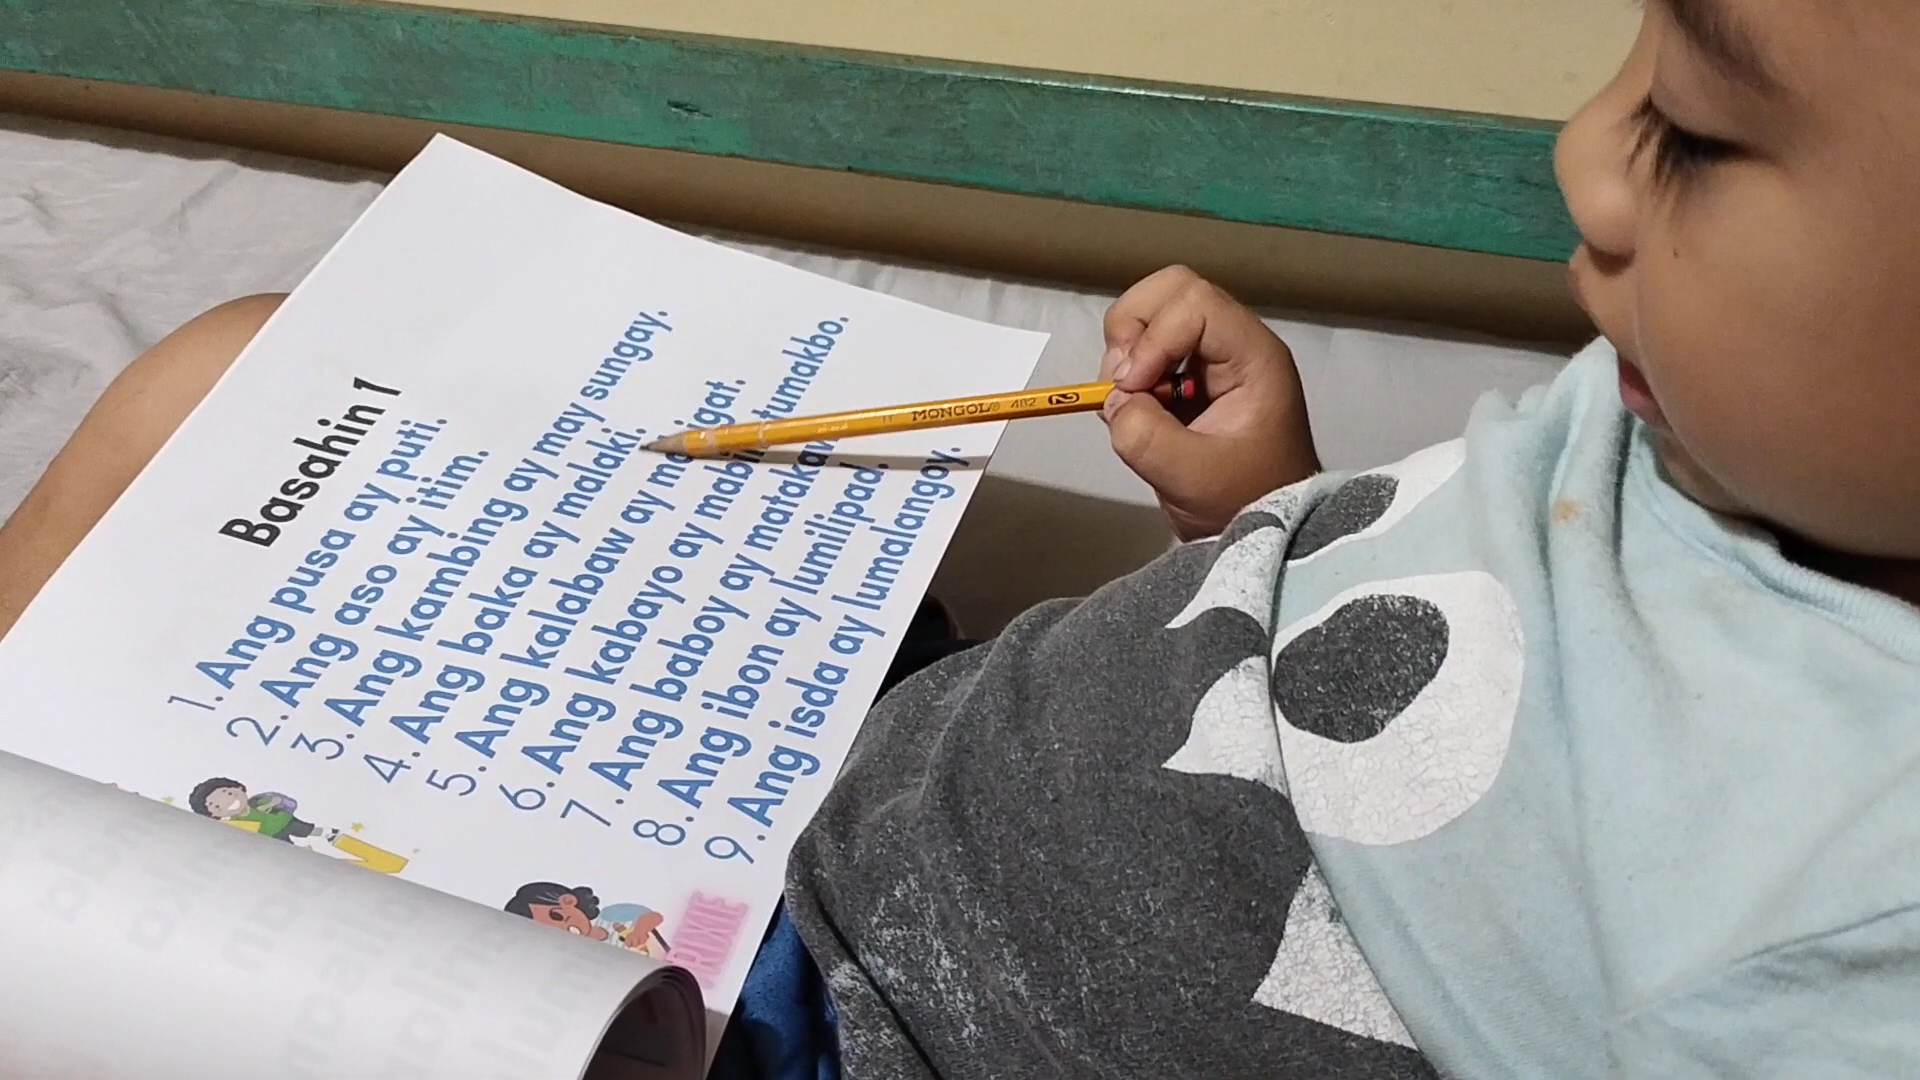 Basahin 1
1. Ang pusa ay puti.
2. Ang aso ay itim.
3. Ang kambing ay may sungay.
4. Ang baka ay malaki.
5. Ang kalabaw ay
6. Ang kabayo ay tumakbo.
7. Ang baboy ay
8. Ang ibon ay lumilipad.
9. Ang isda ay lumalangoy.
MONGOL® 482 2